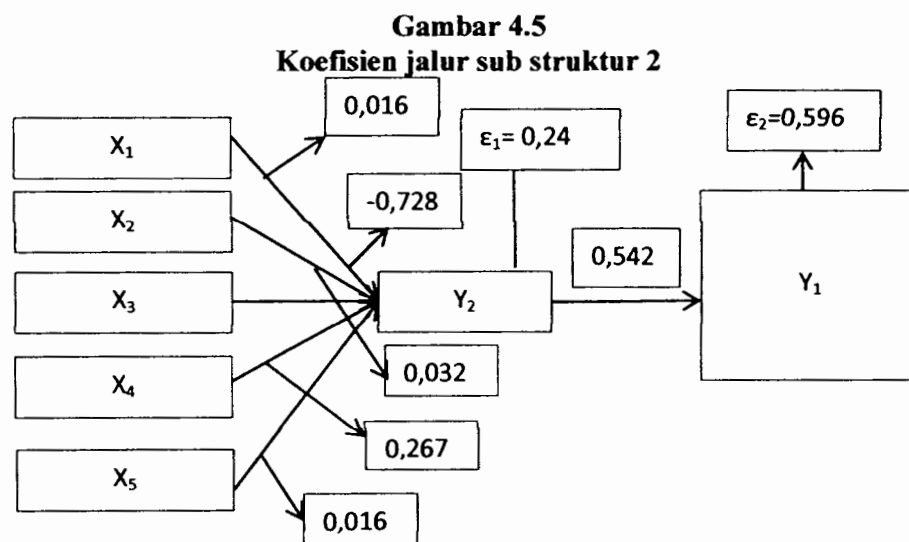 Gambar 4.5
Koefisien jalur sub struktur 2
0,016
ε₁= 0,24
ε₂=0,596
X₁
-0,728
X₂
0,542
X₃
Y₂
Y₁
X₄
0,032
0,267
X₅
0,016